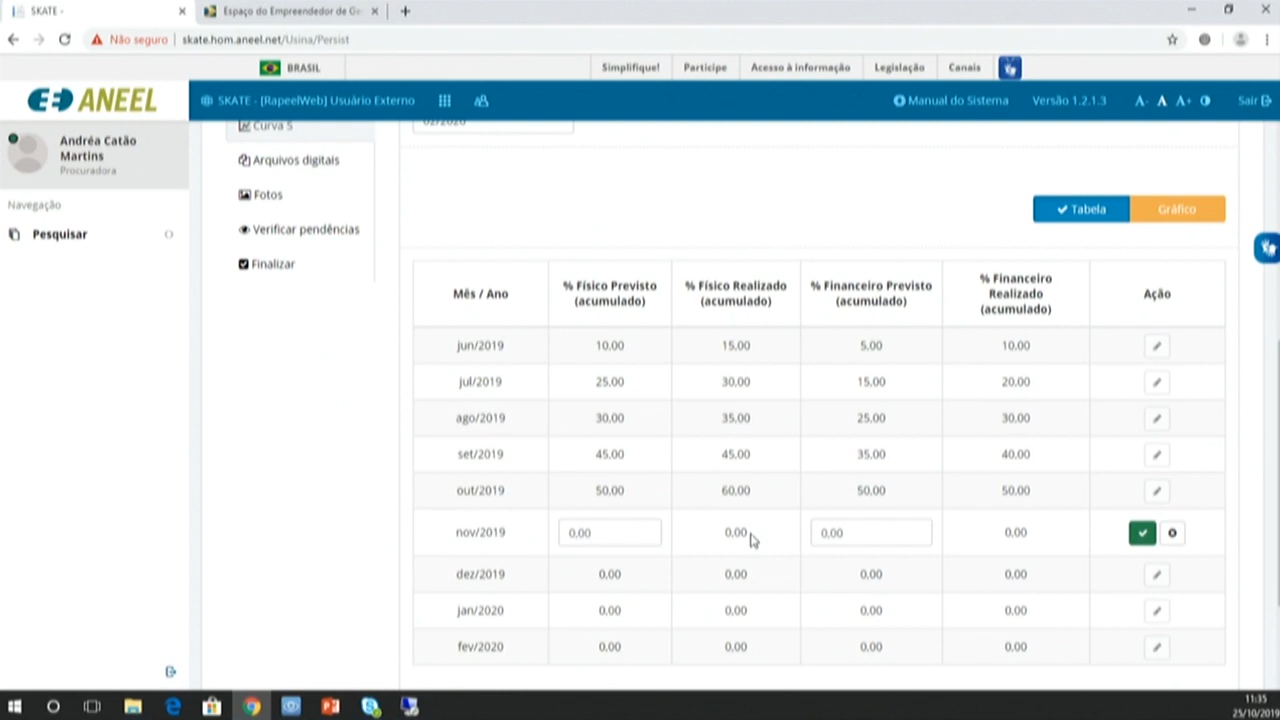 SKATE -
Espaço do Empreendedor de Ge
Não seguro | skate.hom.aneel.net/Usina/Persist
BRASIL
Simplifique! Participe Acesso à informação Legislação Canais
ANEEL
SKATE - [RapeelWeb] Usuário Externo
Manual do Sistema Versão 1.2.1.3 A- A A+ Sair
Andréa Catão
Martins
Procuradora
Navegação
Pesquisar
Curva S
Arquivos digitais
Fotos
Verificar pendências
Finalizar
02/2020
Tabela Gráfico
Mês / Ano % Físico Previsto (acumulado) % Físico Realizado (acumulado) % Financeiro Previsto (acumulado) % Financeiro Realizado (acumulado) Ação
jun/2019 10.00 15.00 5.00 10.00
jul/2019 25.00 30.00 15.00 20.00
ago/2019 30.00 35.00 25.00 30.00
set/2019 45.00 45.00 35.00 40.00
out/2019 50.00 60.00 50.00 50.00
nov/2019 0.00 0.00 0.00 0.00
dez/2019 0.00 0.00 0.00 0.00
jan/2020 0.00 0.00 0.00 0.00
fev/2020 0.00 0.00 0.00 0.00
11:35
25/10/2019